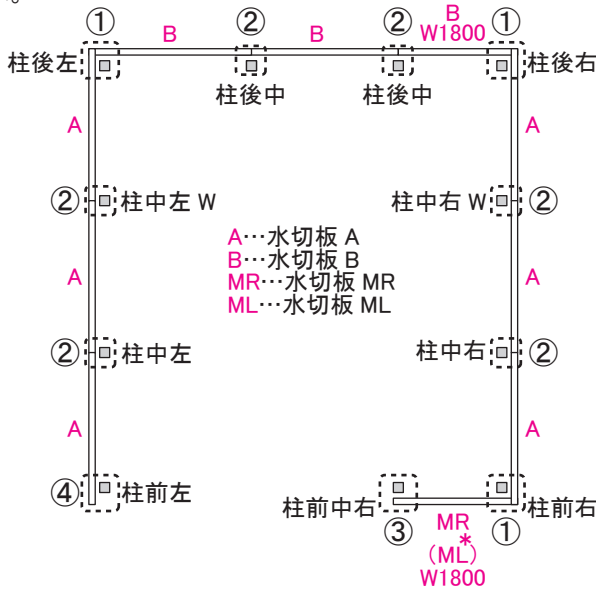 。
① B ② B ② B W1800 ①
柱後左 柱後中 柱後中 柱後右
A A
② 柱中左 W 柱中右 W ②
A…水切板 A
B…水切板 B
MR…水切板 MR
ML…水切板 ML
A A
② 柱中左 柱中右 ②
A A
④ 柱前左 柱前中右 ③ ① 柱前右
MR
*
(ML)
W1800